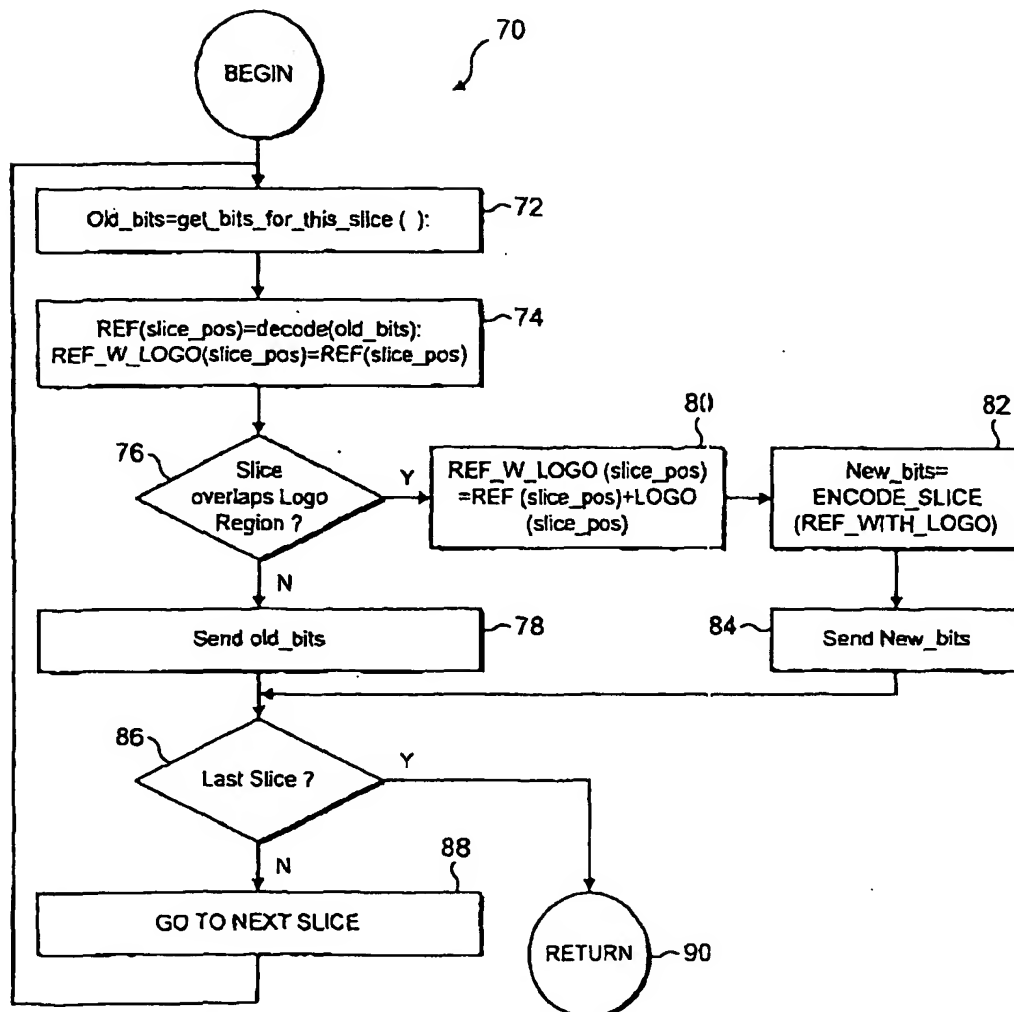 70
BEGIN
Old_bits=get_bits_for_this_slice ( ):
72
REF(slice_pos)=decode(old_bits):
REF_W_LOGO(slice_pos)=REF(slice_pos)
74
76
Slice
overlaps Logo
Region ?
Y
N
80
REF_W_LOGO (slice_pos)
=REF (slice_pos)+LOGO
(slice_pos)
82
New_bits=
ENCODE_SLICE
(REF_WITH_LOGO)
Send old_bits
78
84
Send New_bits
86
Last Slice ?
Y
N
88
GO TO NEXT SLICE
RETURN
90